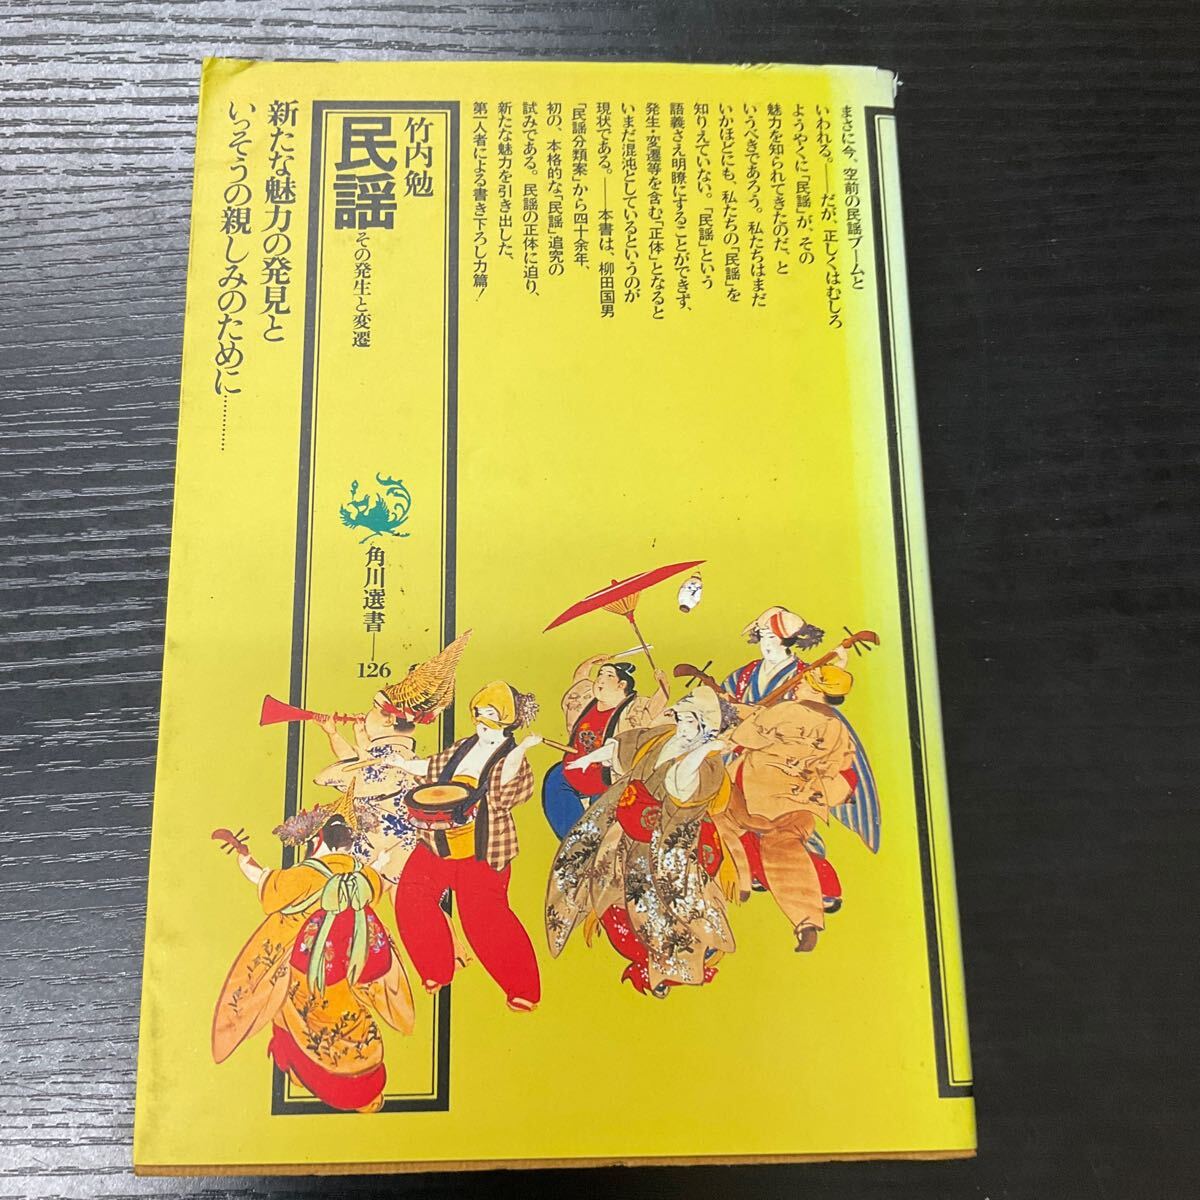 まさに今、空前の民謡ブームと
いわれる。――だが、正しくはむしろ
ようやくに「民謡」が、その
魅力を知られてきたのだ、と
いうべきであろう。私たちはまだ
いかほどにも、私たちの「民謡」を
知りえていない。「民謡」という
語義さえ明瞭にすることができず、
発生・変遷等を含む「正体」となると
いまだ混沌としているというのが
現状である。――本書は、柳田国男
「民謡分類案」から四十余年、
初の、本格的な「民謡」追究の
試みである。民謡の正体に迫り、
新たな魅力を引き出した、
第一人者による書き下ろし力篇!
竹内勉
民謡
その発生と変遷
角川選書―126
新たな魅力の発見と
いっそうの親しみのために…………